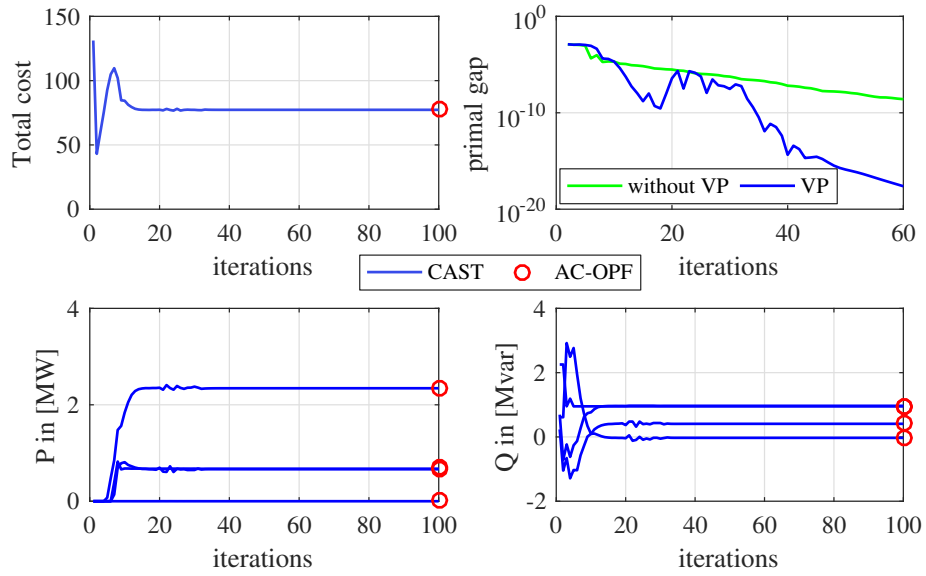 150
100
50
0
Total cost
0 20 40 60 80 100
iterations
10^0
10^-10
10^-20
primal gap
without VP VP
0 20 40 60
iterations
CAST AC-OPF
4
2
0
P in [MW]
0 20 40 60 80 100
iterations
4
2
0
-2
Q in [Mvar]
0 20 40 60 80 100
iterations